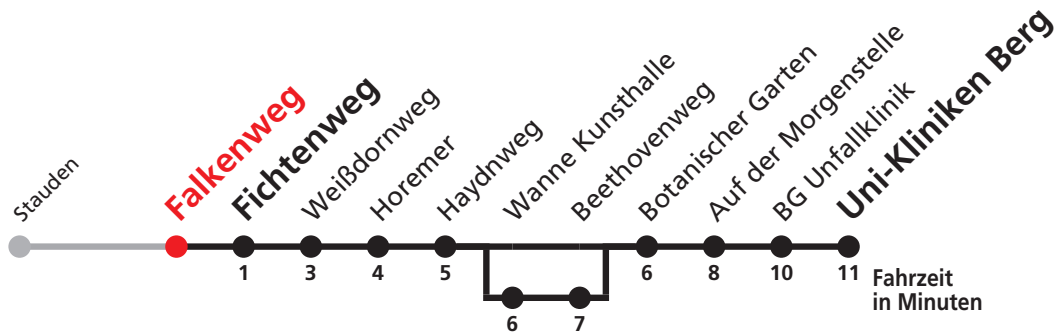 Stauden
Falkenweg
Fichtenweg
Weißdornweg
Horemer
Haydnweg
Wanne Kunsthalle
Beethovenweg
Botanischer Garten
Auf der Morgenstelle
BG Unfallklinik
Uni-Kliniken Berg
1 3 4 5 6 8 10 11
6 7
Fahrzeit
in Minuten